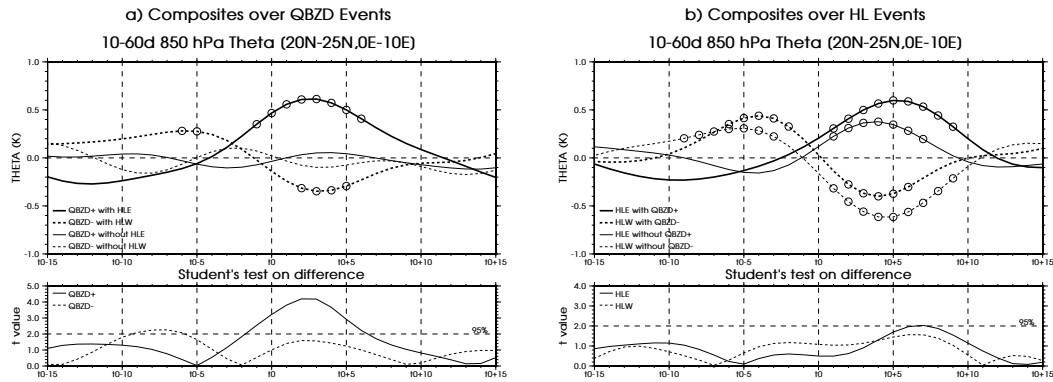 a) Composites over QBZD Events
10-60d 850 hPa Theta (20N-25N,0E-10E)
1.0
0.5
0.0
-0.5
-1.0
THETA (K)
QBZD+ with HLE
QBZD- with HLW
QBZD+ without HLE
QBZD- without HLW
t0-15 t0-10 t0-5 t0 t0+5 t0+10 t0+15
Student's test on difference
5.0
4.0
3.0
2.0
1.0
0.0
t value
QBZD+
QBZD-
95%
t0-15 t0-10 t0-5 t0 t0+5 t0+10 t0+15
b) Composites over HL Events
10-60d 850 hPa Theta (20N-25N,0E-10E)
1.0
0.5
0.0
-0.5
-1.0
THETA (K)
HLE with QBZD+
HLW with QBZD-
HLE without QBZD+
HLW without QBZD-
t0-15 t0-10 t0-5 t0 t0+5 t0+10 t0+15
Student's test on difference
4.0
3.0
2.0
1.0
0.0
t value
HLE
HLW
95%
t0-15 t0-10 t0-5 t0 t0+5 t0+10 t0+15